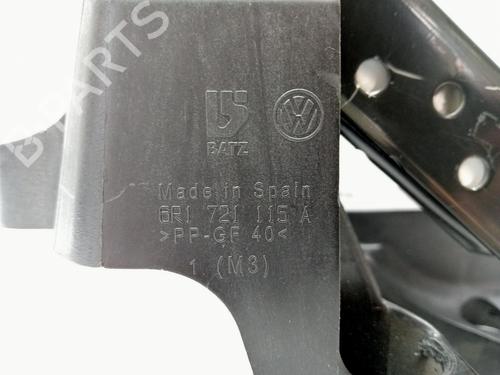 BATZ
Made in Spain
6R1 721 115 A
>PP-GF 40<
1 (M3)
B-PARTS